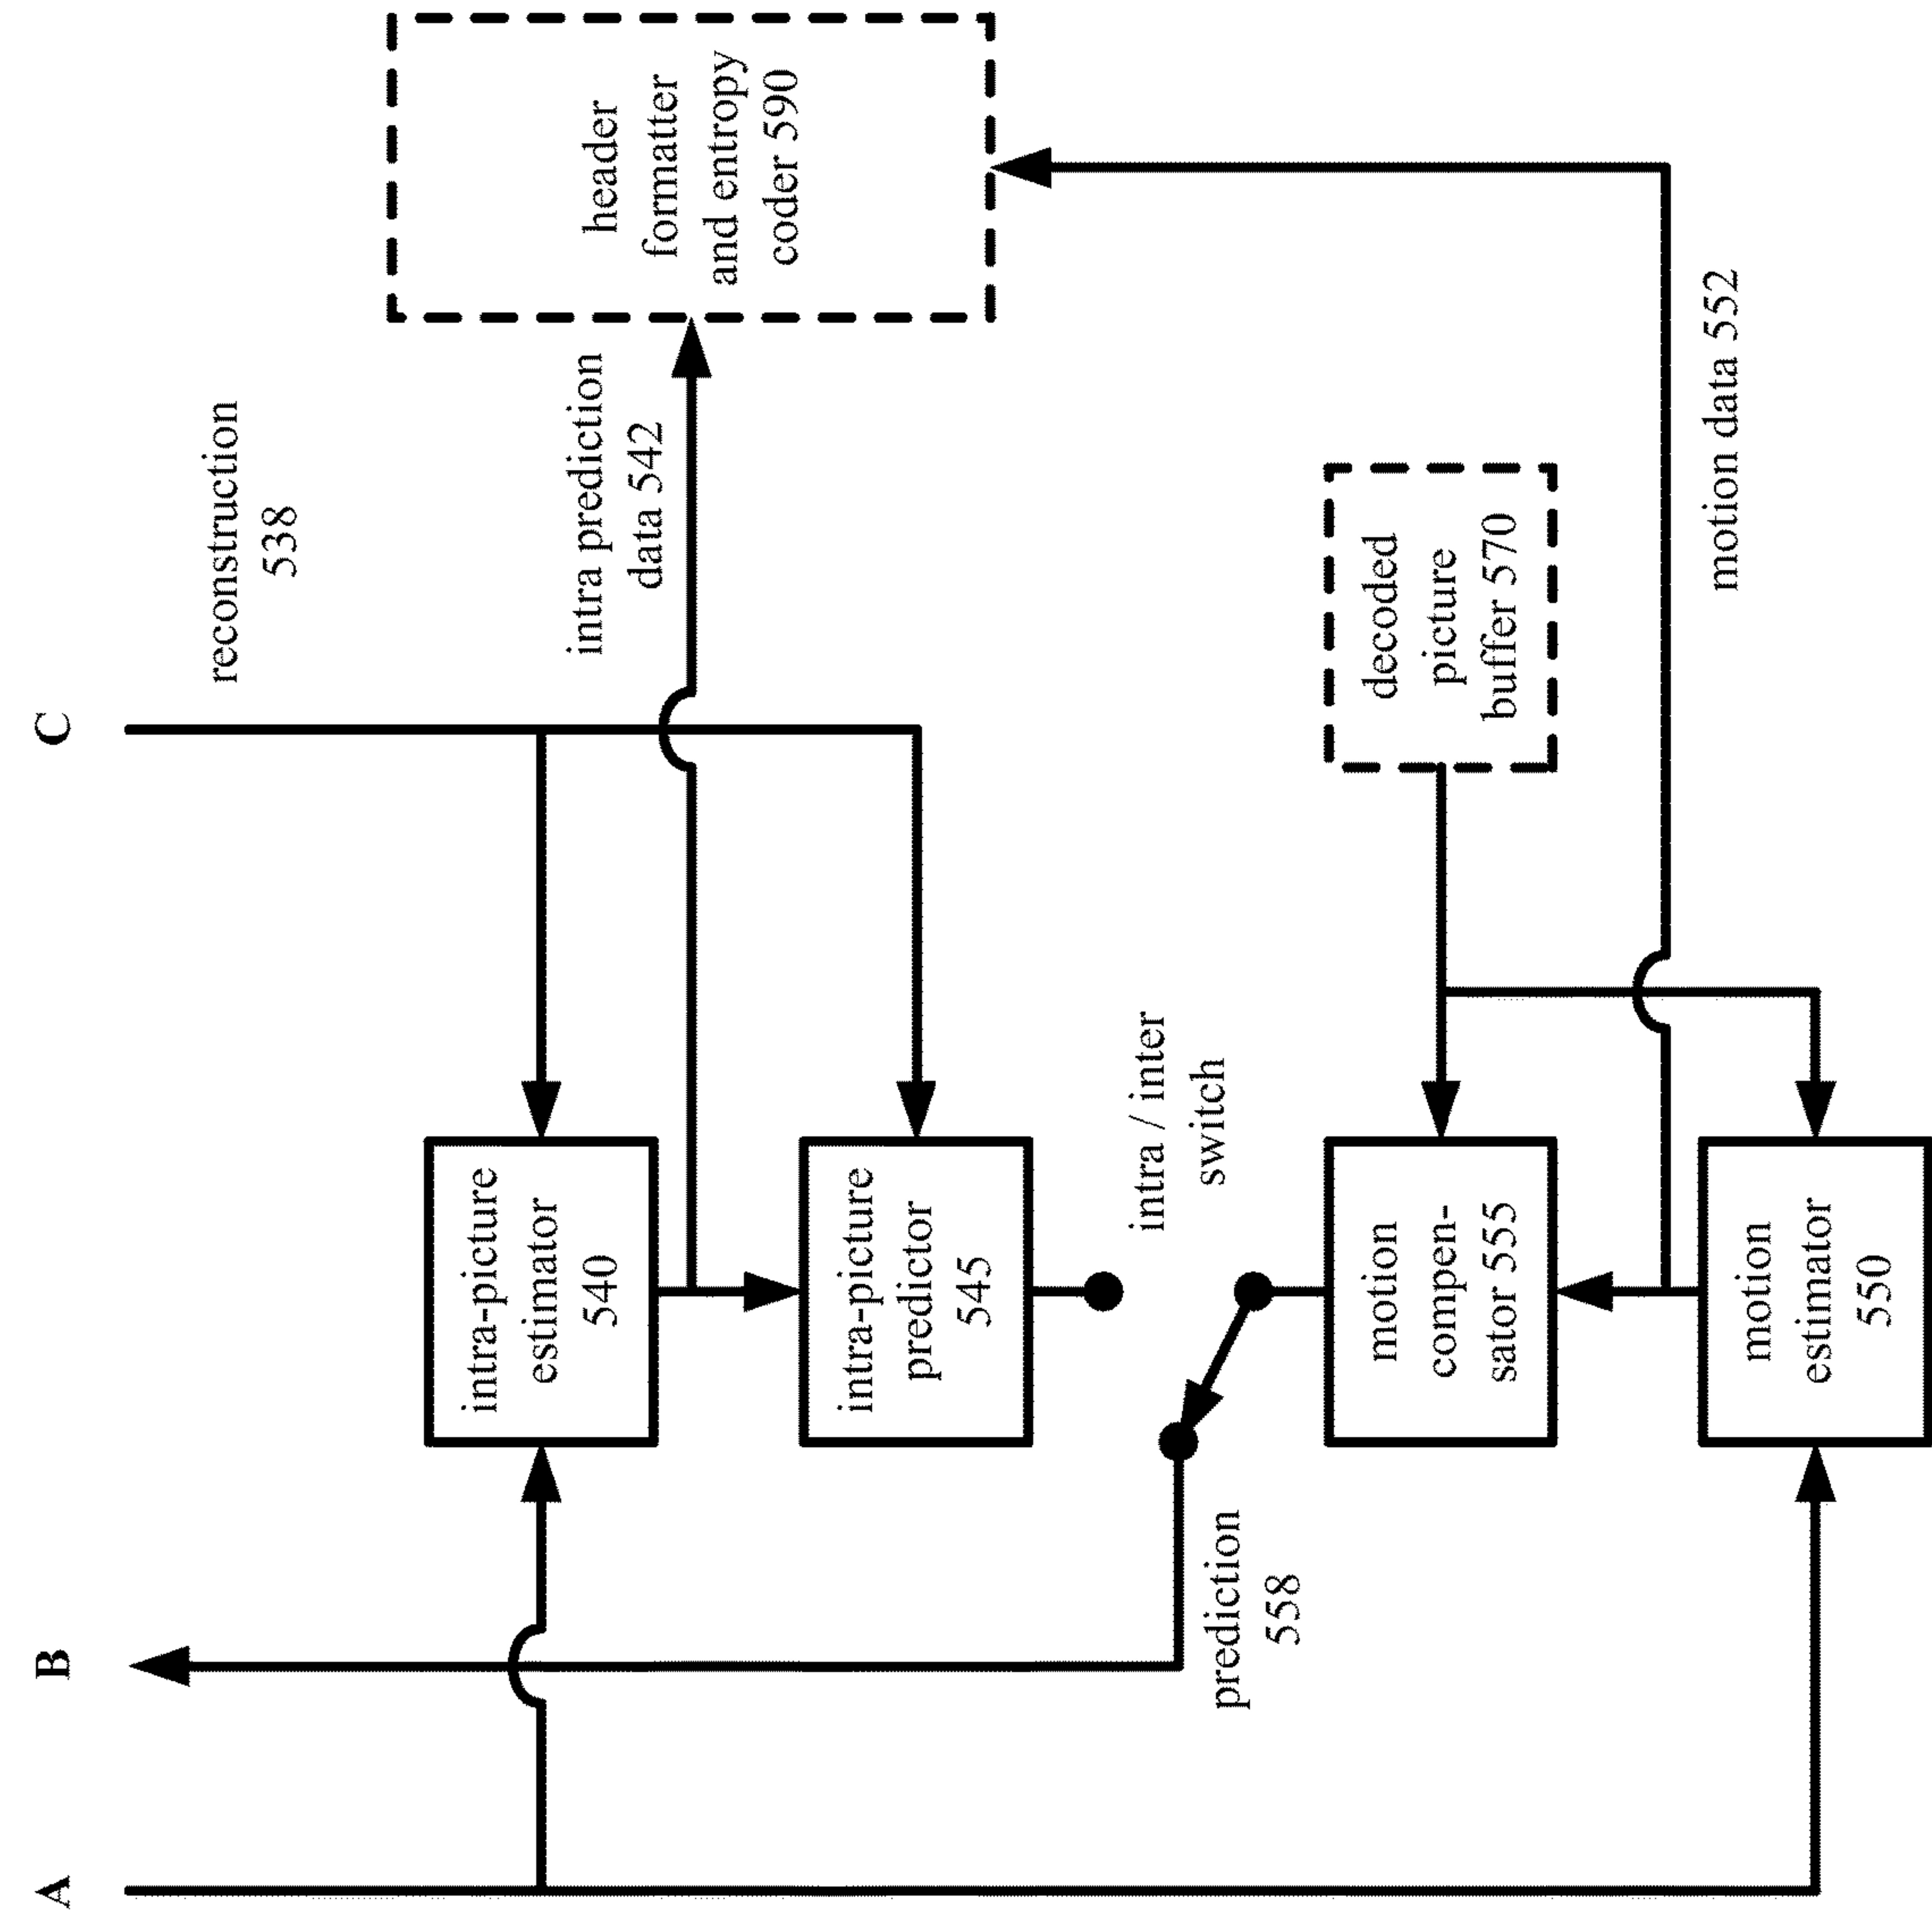 A
B
C
reconstruction
538
intra-picture
estimator
540
intra prediction
data 542
header
formatter
and entropy
coder 590
intra-picture
predictor
545
intra / inter
switch
prediction
558
motion
compen-
sator 555
decoded
picture
buffer 570
motion
estimator
550
motion data 552